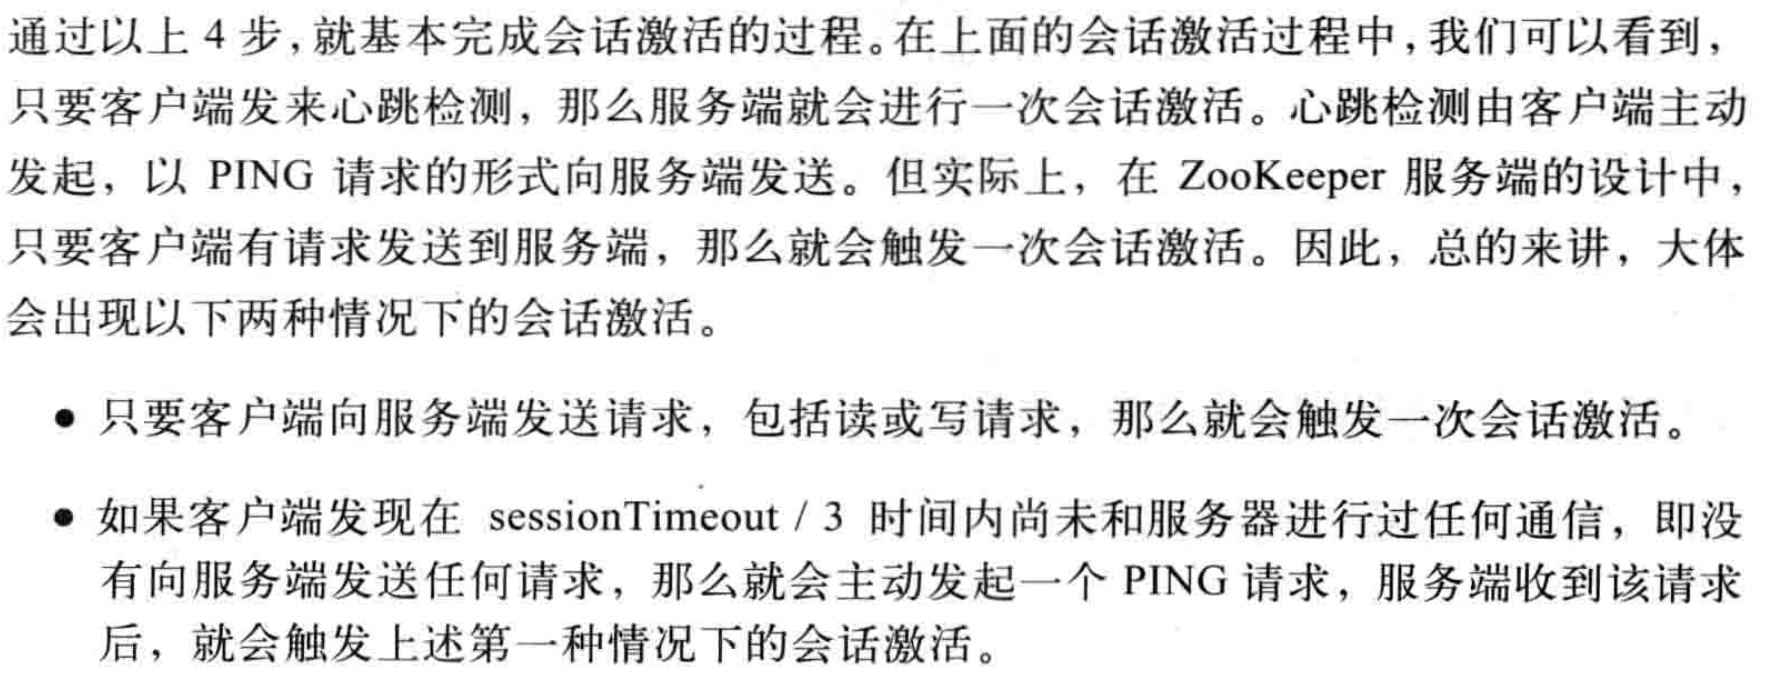 通过以上 4 步,就基本完成会话激活的过程。在上面的会话激活过程中,我们可以看到,
只要客户端发来心跳检测，那么服务端就会进行一次会话激活。心跳检测由客户端主动
发起，以 PING 请求的形式向服务端发送。但实际上，在 ZooKeeper 服务端的设计中，
只要客户端有请求发送到服务端，那么就会触发一次会话激活。因此，总的来讲，大体
会出现以下两种情况下的会话激活。
● 只要客户端向服务端发送请求，包括读或写请求，那么就会触发一次会话激活。
● 如果客户端发现在 sessionTimeout / 3 时间内尚未和服务器进行过任何通信，即没
有向服务端发送任何请求，那么就会主动发起一个 PING 请求，服务端收到该请求
后，就会触发上述第一种情况下的会话激活。